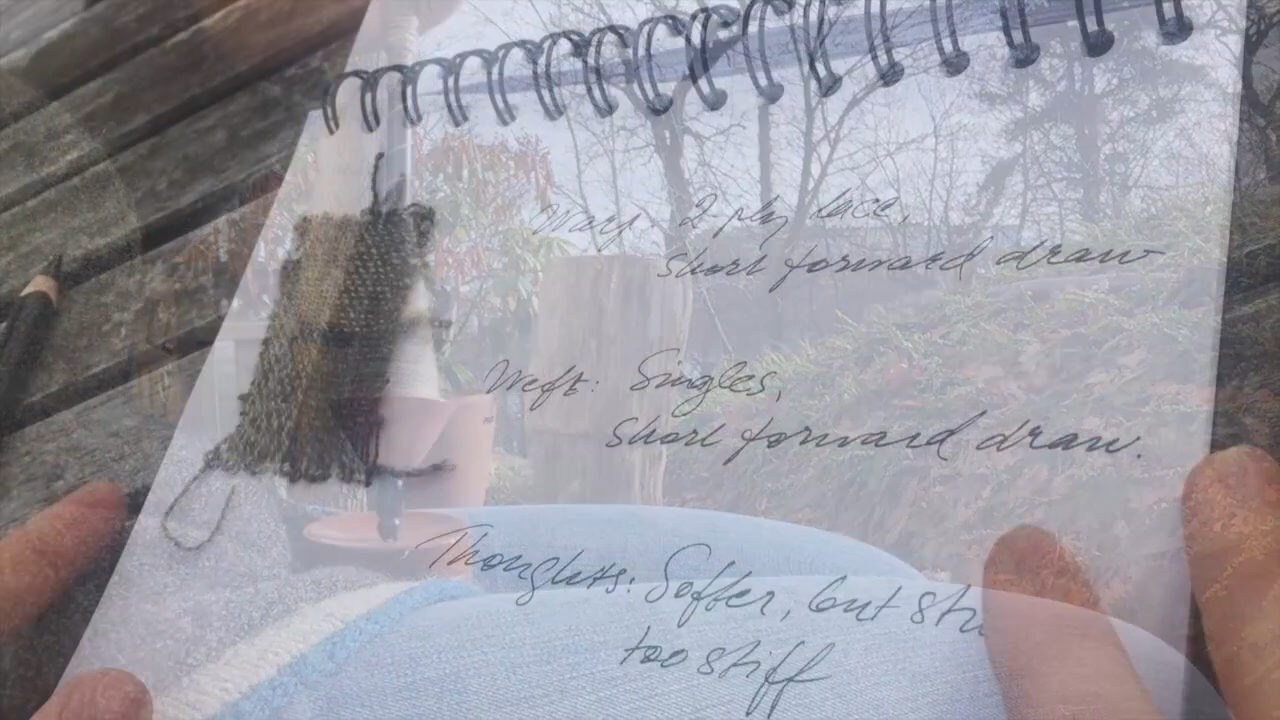 Warp: 2-ply lace,
short forward draw
Weft: Singles,
short forward draw.
Thoughts: Softer, but
too stiff